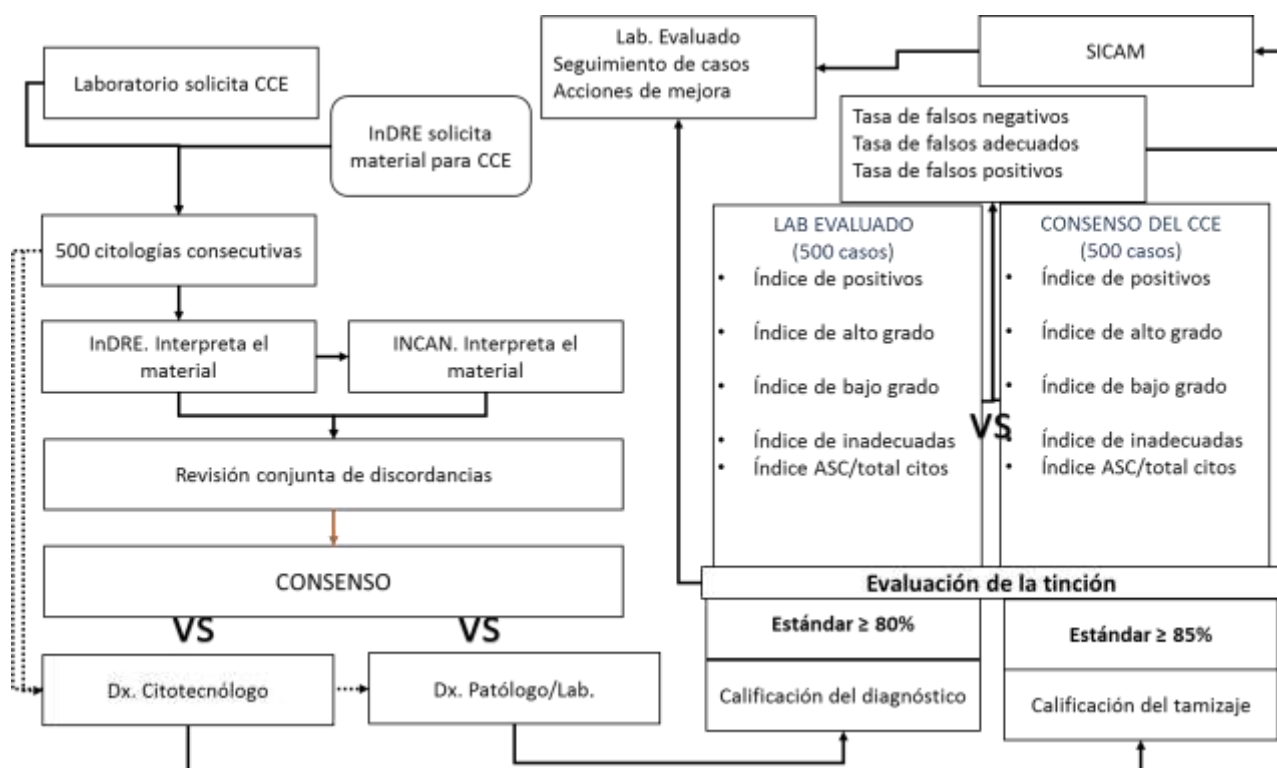 Laboratorio solicita CCE
InDRE solicita
material para CCE
500 citologías consecutivas
InDRE. Interpreta el
material
INCAN. Interpreta el
material
Revisión conjunta de discordancias
CONSENSO
VS
VS
Dx. Citotecnólogo
Dx. Patólogo/Lab.
Lab. Evaluado
Seguimiento de casos
Acciones de mejora
SICAM
Tasa de falsos negativos
Tasa de falsos adecuados
Tasa de falsos positivos
LAB EVALUADO
(500 casos)
• Índice de positivos
• Índice de alto grado
• Índice de bajo grado
• Índice de inadecuadas
• Índice ASC/total citos
VS
CONSENSO DEL CCE
(500 casos)
• Índice de positivos
• Índice de alto grado
• Índice de bajo grado
• Índice de inadecuadas
• Índice ASC/total citos
Evaluación de la tinción
Estándar ≥ 80%
Calificación del diagnóstico
Estándar ≥ 85%
Calificación del tamizaje